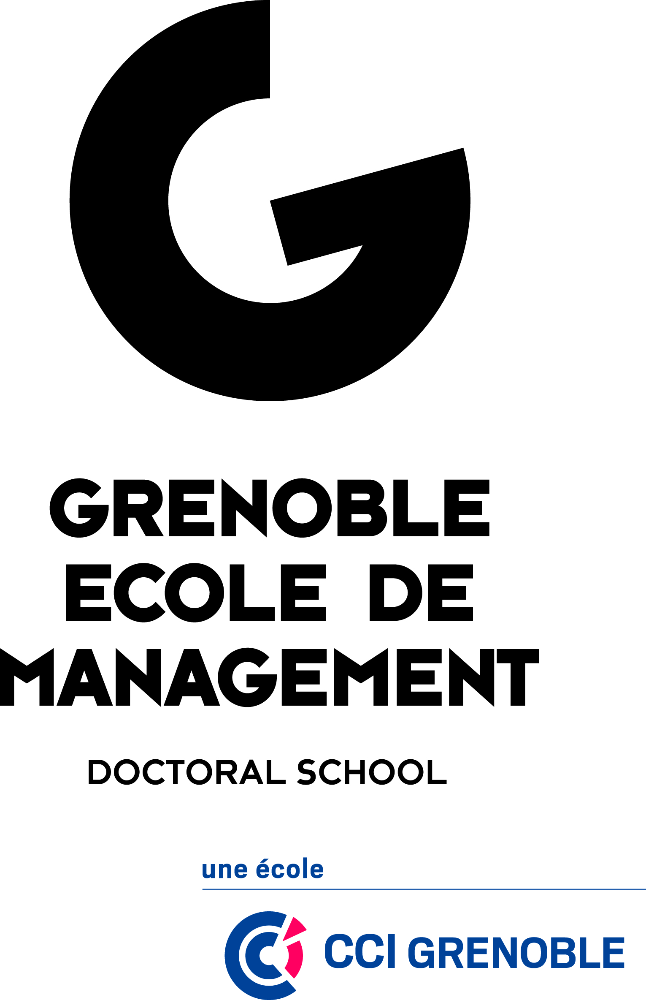 G
GRENOBLE
ECOLE DE
MANAGEMENT
DOCTORAL SCHOOL
une école
CCI GRENOBLE